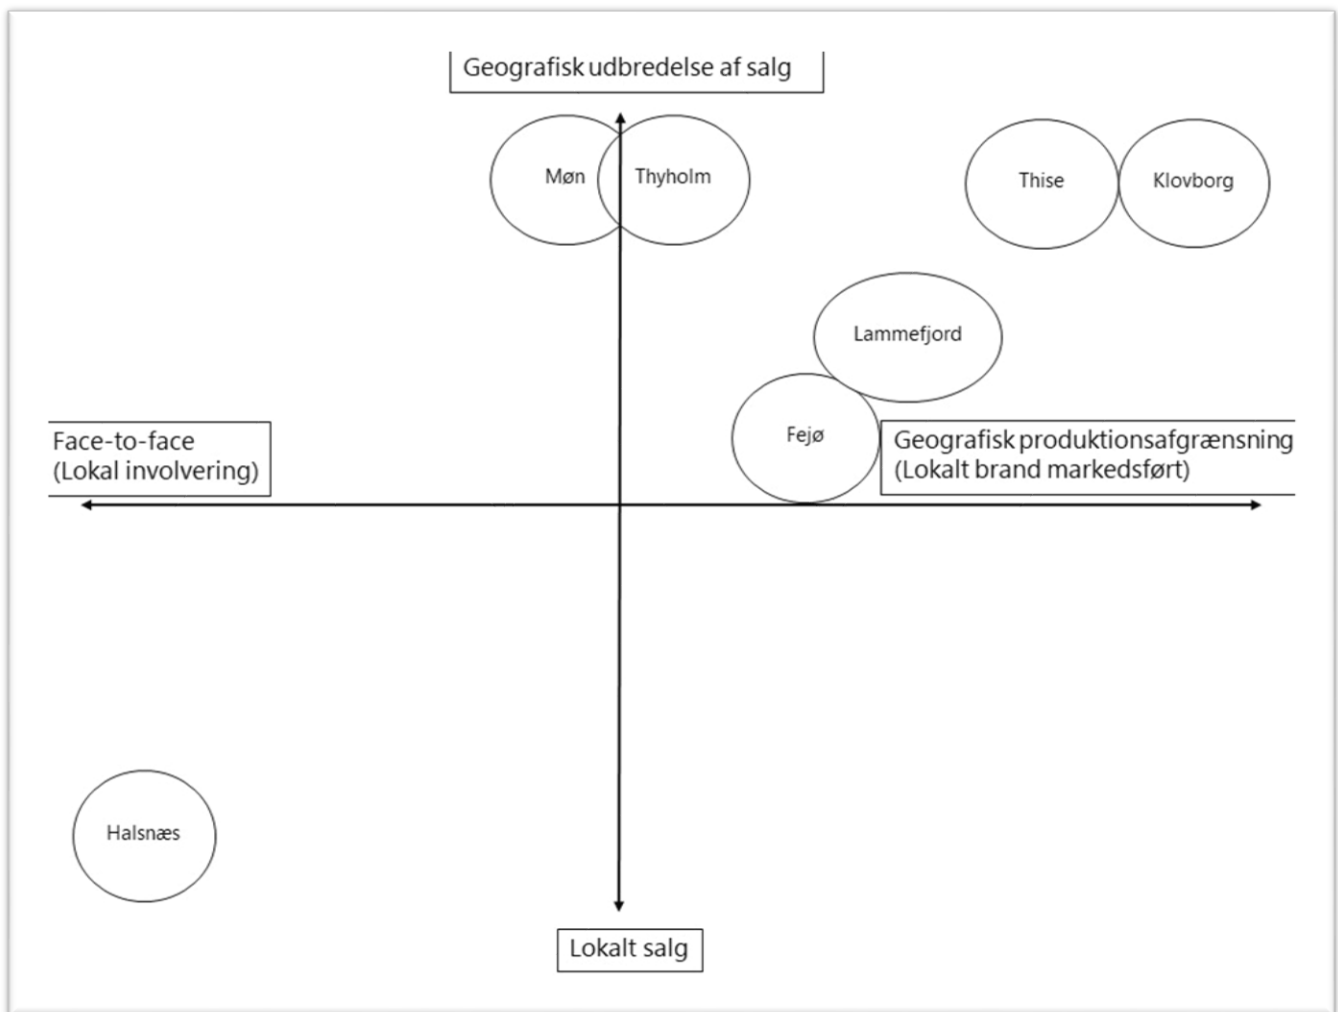 Geografisk udbredelse af salg
Møn
Thyholm
Thise
Klovborg
Lammefjord
Fejø
Face-to-face
(Lokal involvering)
Geografisk produktionsafgrænsning
(Lokalt brand markedsført)
Halsnæs
Lokalt salg